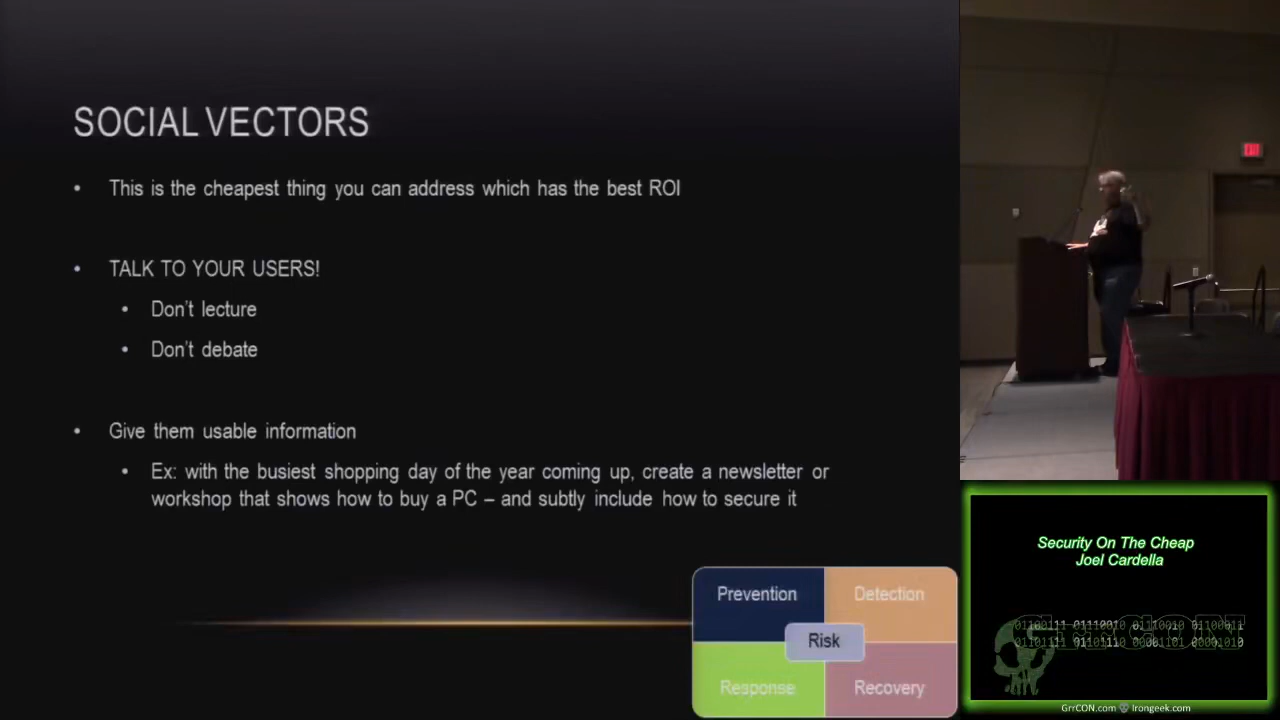 SOCIAL VECTORS
• This is the cheapest thing you can address which has the best ROI
• TALK TO YOUR USERS!
• Don't lecture
• Don't debate
• Give them usable information
• Ex: with the busiest shopping day of the year coming up, create a newsletter or
workshop that shows how to buy a PC – and subtly include how to secure it
Prevention
Detection
Risk
Response
Recovery
Security On The Cheap
Joel Cardella
GrrCON
GrrCON.com Irongeek.com